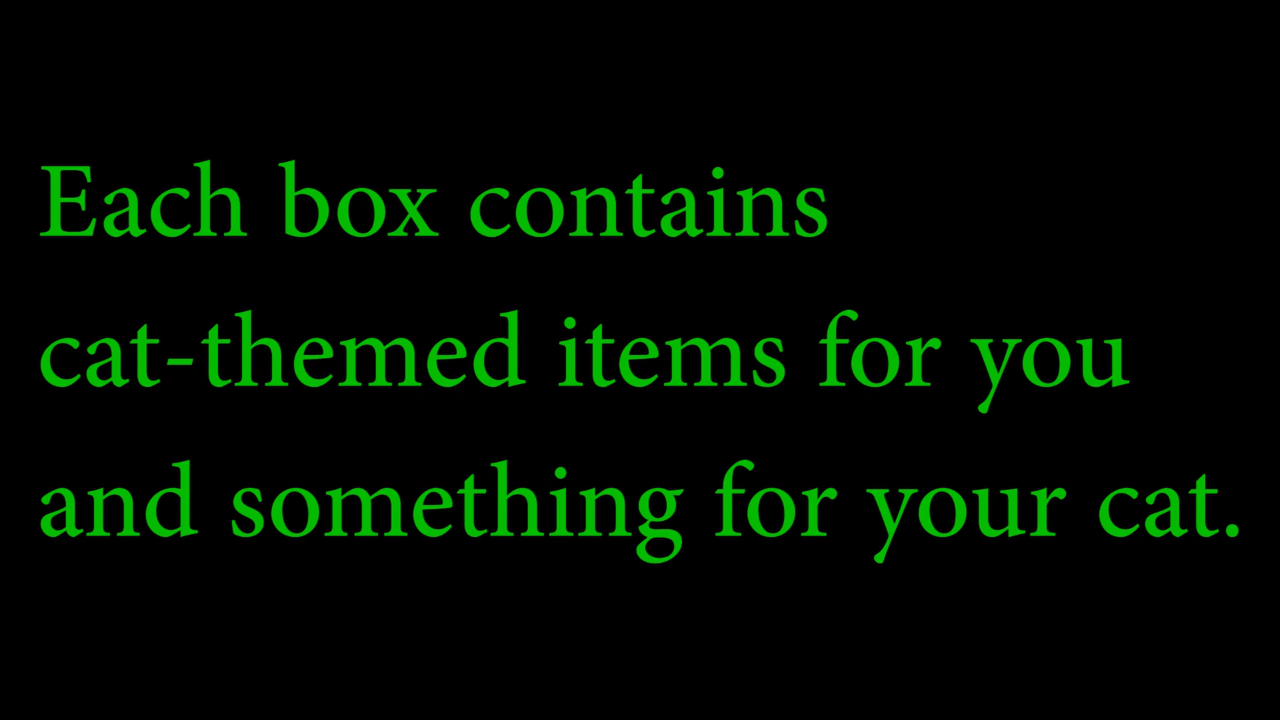 Each box contains
cat-themed items for you
and something for your cat.